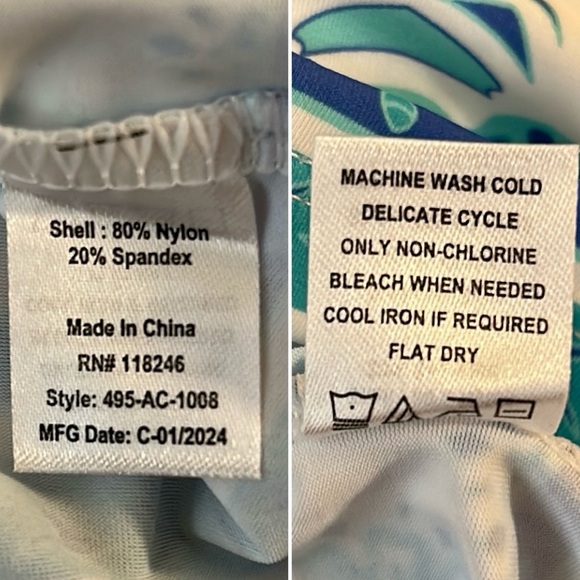 Shell : 80% Nylon
20% Spandex
Made In China
RN# 118246
Style: 495-AC-1008
MFG Date: C-01/2024
MACHINE WASH COLD
DELICATE CYCLE
ONLY NON-CHLORINE
BLEACH WHEN NEEDED
COOL IRON IF REQUIRED
FLAT DRY